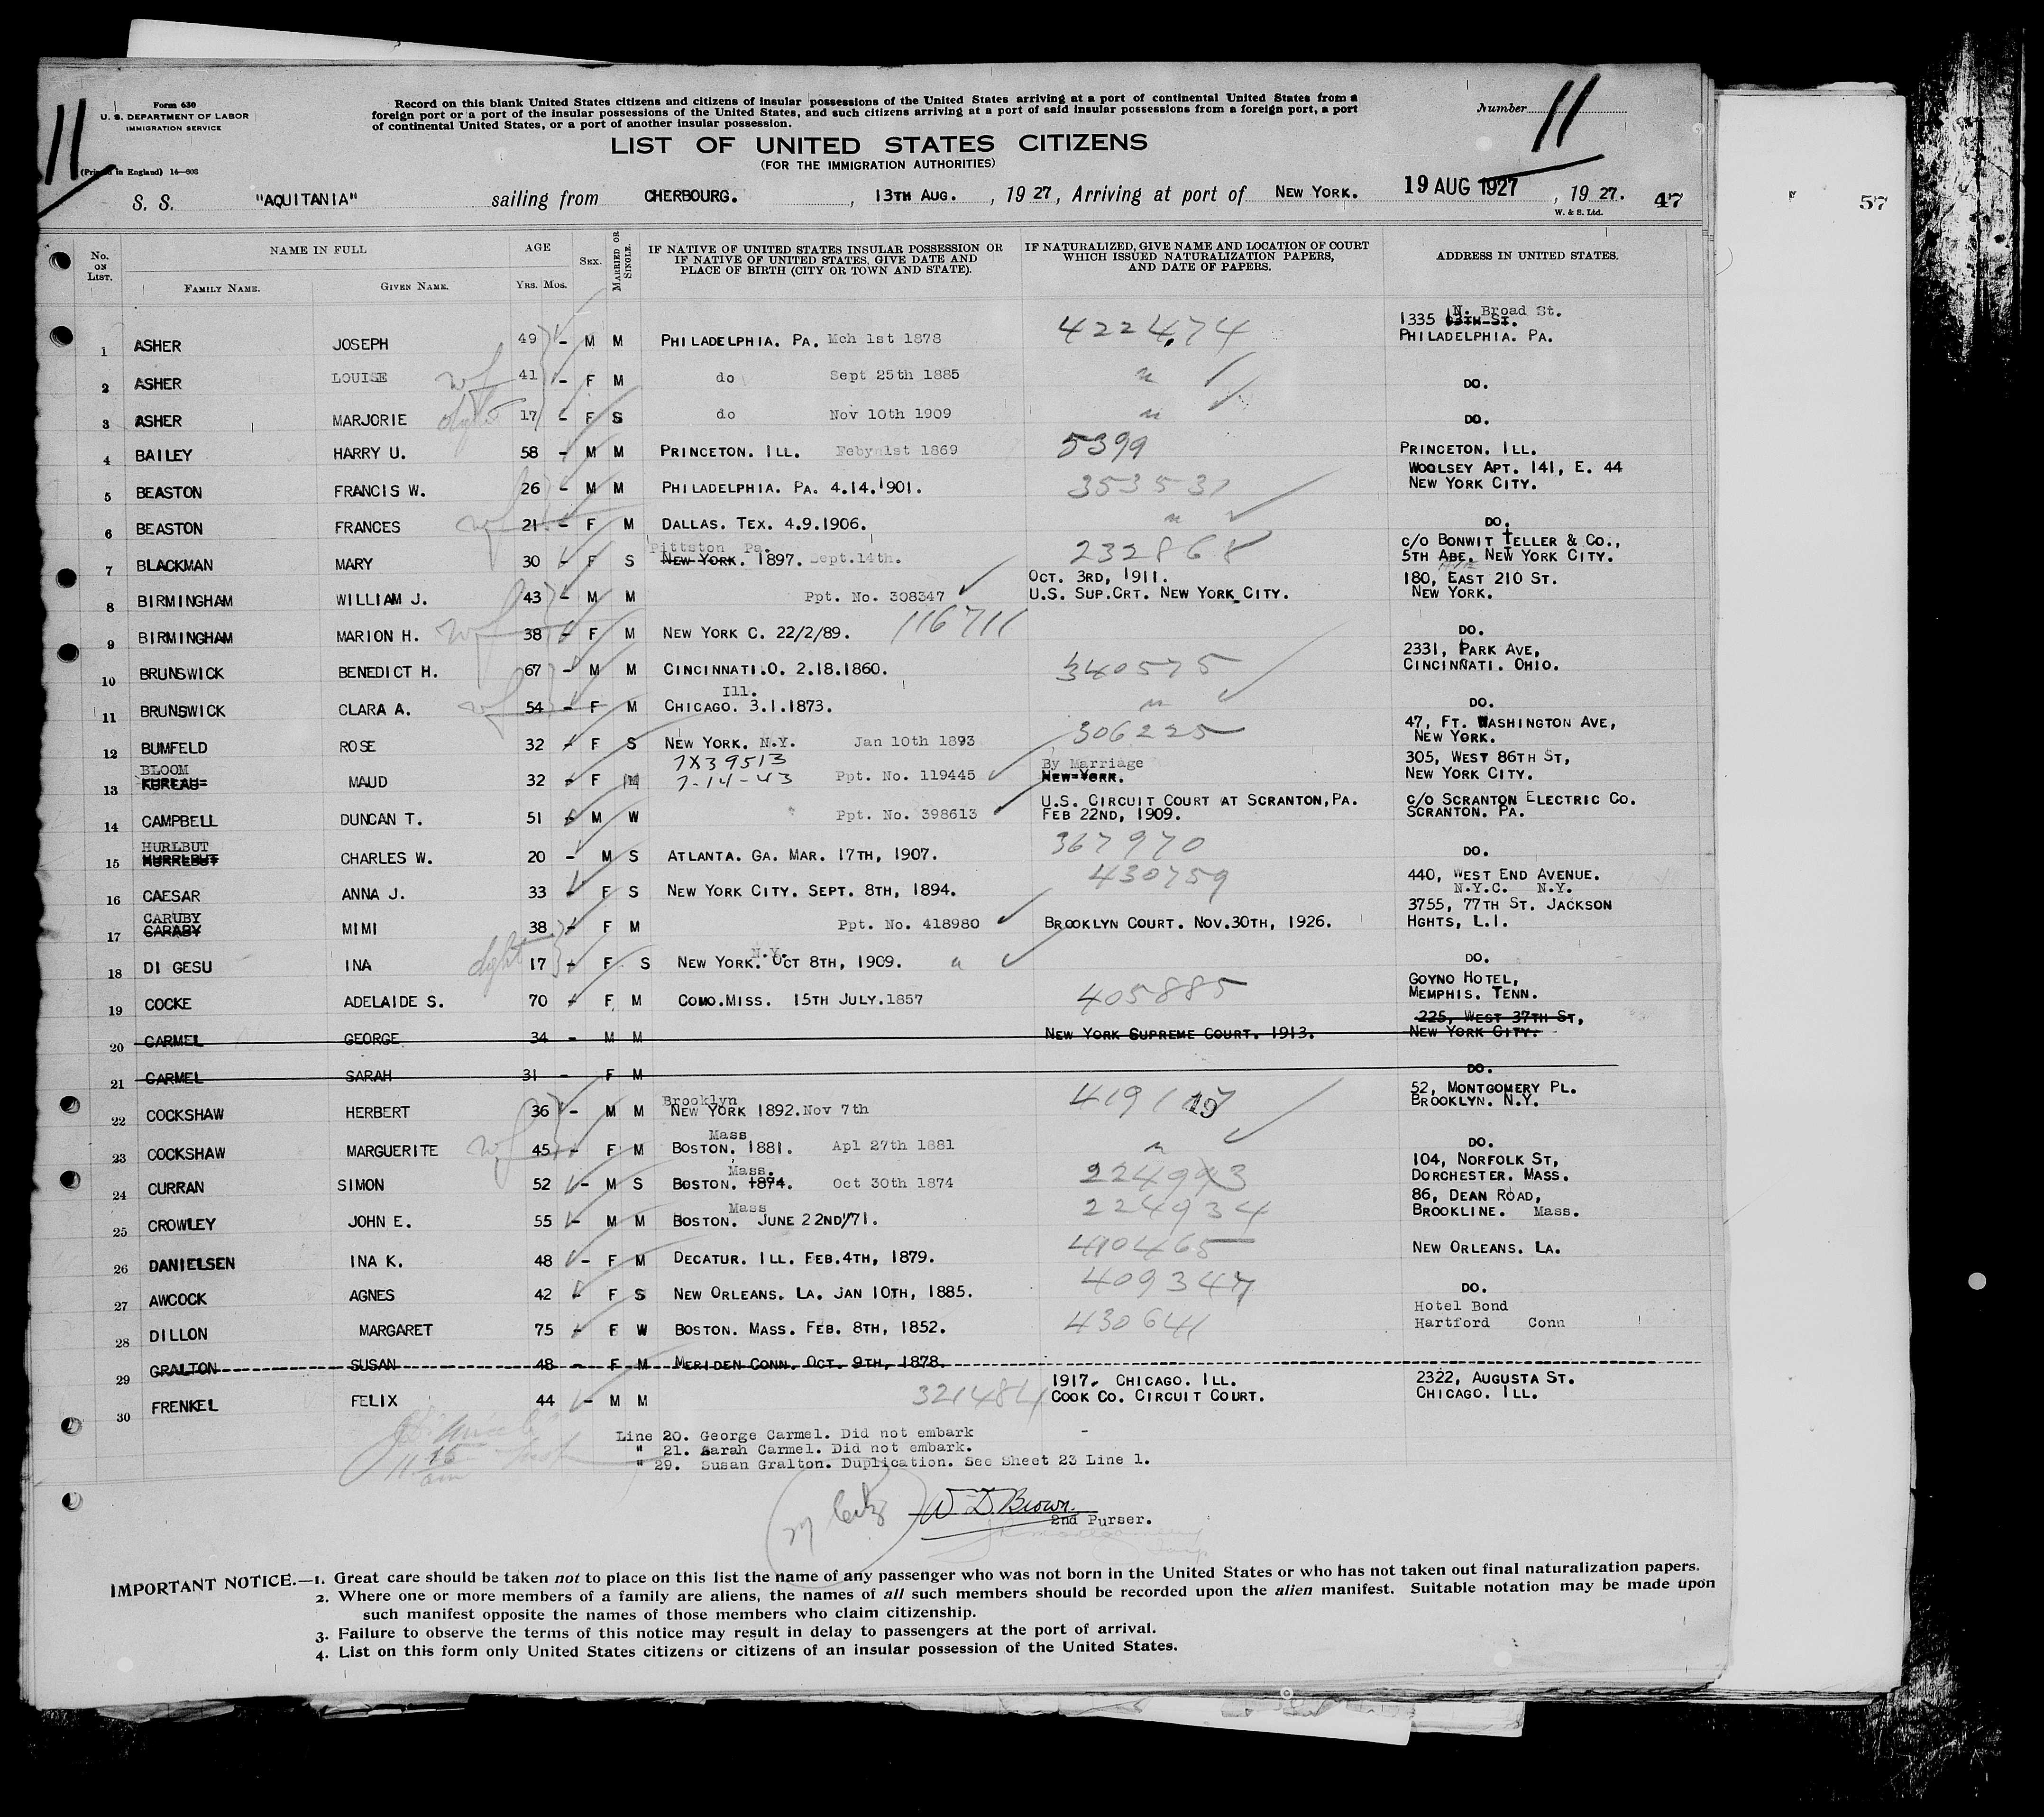 11
Form 630
U. S. DEPARTMENT OF LABOR
IMMIGRATION SERVICE
(Printed in England) 14—608
Record on this blank United States citizens and citizens of insular possessions of the United States arriving at a port of continental United States from a
foreign port or a port of the insular possessions of the United States, and such citizens arriving at a port of said insular possessions from a foreign port, a port
of continental United States, or a port of another insular possession.
Number 11
LIST OF UNITED STATES CITIZENS
(FOR THE IMMIGRATION AUTHORITIES)
S. S. "AQUITANIA" sailing from CHERBOURG. , 13TH AUG. , 19 27, Arriving at port of NEW YORK. 19 AUG 1927 , 19 27. 47
W. & S. Ltd.
57
No. ON LIST. NAME IN FULL AGE SEX. MARRIED OR SINGLE. IF NATIVE OF UNITED STATES INSULAR POSSESSION OR IF NATIVE OF UNITED STATES, GIVE DATE AND PLACE OF BIRTH (CITY OR TOWN AND STATE). IF NATURALIZED, GIVE NAME AND LOCATION OF COURT WHICH ISSUED NATURALIZATION PAPERS, AND DATE OF PAPERS. ADDRESS IN UNITED STATES.
FAMILY NAME. GIVEN NAME. YRS. MOS.
1 ASHER JOSEPH 49 - M M PHILADELPHIA. PA. Mch 1st 1878 422474 1335 N. Broad St. 13TH ST. PHILADELPHIA. PA.
2 ASHER LOUISE wf 41 - F M do Sept 25th 1885 " DO.
3 ASHER MARJORIE 17 - F S do Nov 10th 1909 " DO.
4 BAILEY HARRY U. 58 - M M PRINCETON. ILL. Feby 1st 1869 5399 PRINCETON. ILL.
5 BEASTON FRANCIS W. 26 - M M PHILADELPHIA. PA. 4.14.1901. 353531 WOOLSEY APT. 141, E. 44 NEW YORK CITY.
6 BEASTON FRANCES wf 21 - F M DALLAS. TEX. 4.9.1906. " DO.
7 BLACKMAN MARY 30 - F S Pittston Pa. NEW YORK. 1897. Sept.14th. 232868 C/O BONWIT TELLER & CO., 5TH ABE. NEW YORK CITY.
8 BIRMINGHAM WILLIAM J. 43 - M M Ppt. No. 308347 OCT. 3RD, 1911. U.S. SUP.CRT. NEW YORK CITY. 180, EAST 210 ST. NEW YORK.
9 BIRMINGHAM MARION H. wf 38 - F M NEW YORK C. 22/2/89. 116711 DO.
10 BRUNSWICK BENEDICT H. 67 - M M CINCINNATI.O. 2.18.1860. 340575 2331, PARK AVE, CINCINNATI. OHIO.
11 BRUNSWICK CLARA A. wf 54 - F M Ill. CHICAGO. 3.1.1873. " DO.
12 BUMFELD ROSE 32 - F S NEW YORK. N.Y. Jan 10th 1893 306225 47, FT. WASHINGTON AVE, NEW YORK.
13 BLOOM KUREAU MAUD 32 - F M 7X39513 7-14-43 Ppt. No. 119445 By Marriage NEW YORK. 305, WEST 86TH ST, NEW YORK CITY.
14 CAMPBELL DUNCAN T. 51 - M W Ppt. No. 398613 U.S. CIRCUIT COURT AT SCRANTON, PA. FEB 22ND, 1909. C/O SCRANTON ELECTRIC CO. SCRANTON. PA.
15 HURLBUT CHARLES W. 20 - M S ATLANTA. GA. MAR. 17TH, 1907. 367970 DO.
16 CAESAR ANNA J. 33 - F S NEW YORK CITY. SEPT. 8TH, 1894. 430759 440, WEST END AVENUE. N.Y.C. N.Y.
17 CARUBY CARABY MIMI 38 - F M Ppt. No. 418980 BROOKLYN COURT. NOV.30TH, 1926. 3755, 77TH ST. JACKSON HGHTS, L.I.
18 DI GESU INA 17 - F S NEW YORK. N.Y. OCT 8TH, 1909. " DO.
19 COCKE ADELAIDE S. 70 - F M COMO.MISS. 15TH JULY.1857 405885 GOYNO HOTEL, MEMPHIS. TENN.
20 CARMEL GEORGE 34 - M M NEW YORK SUPREME COURT. 1913. 225, WEST 37TH ST, NEW YORK CITY.
21 CARMEL SARAH 31 - F M DO.
22 COCKSHAW HERBERT 36 - M M Brooklyn NEW YORK 1892. Nov 7th 52, MONTGOMERY PL. BROOKLYN. N.Y.
23 COCKSHAW MARGUERITE wf 45 - F M Mass BOSTON. 1881. Apl 27th 1881 " DO.
24 CURRAN SIMON 52 - M S Mass. BOSTON. 1874. Oct 30th 1874 224993 104, NORFOLK ST, DORCHESTER. MASS.
25 CROWLEY JOHN E. 55 - M M Mass BOSTON. JUNE 22ND/71. 224934 86, DEAN ROAD, BROOKLINE. Mass.
26 DANIELSEN INA K. 48 - F M DECATUR. ILL. FEB.4TH, 1879. 410465 NEW ORLEANS. LA.
27 AWCOCK AGNES 42 - F S NEW ORLEANS. LA. JAN 10TH, 1885. 409347 DO.
28 DILLON MARGARET 75 - F W BOSTON. MASS. FEB. 8TH, 1852. 430641 Hotel Bond Hartford Conn
29 GRALTON SUSAN 48 - F M MERIDEN CONN. OCT. 9TH, 1878.
30 FRENKEL FELIX 44 - M M 321484 1917. CHICAGO. ILL. COOK CO. CIRCUIT COURT. 2322, AUGUSTA ST. CHICAGO. ILL.
Line 20. George Carmel. Did not embark
" 21. Sarah Carmel. Did not embark.
" 29. Susan Gralton. Duplication. See Sheet 23 Line 1.
W. D. Brown
2nd Purser.
IMPORTANT NOTICE.—1. Great care should be taken not to place on this list the name of any passenger who was not born in the United States or who has not taken out final naturalization papers.
2. Where one or more members of a family are aliens, the names of all such members should be recorded upon the alien manifest. Suitable notation may be made upon
such manifest opposite the names of those members who claim citizenship.
3. Failure to observe the terms of this notice may result in delay to passengers at the port of arrival.
4. List on this form only United States citizens or citizens of an insular possession of the United States.